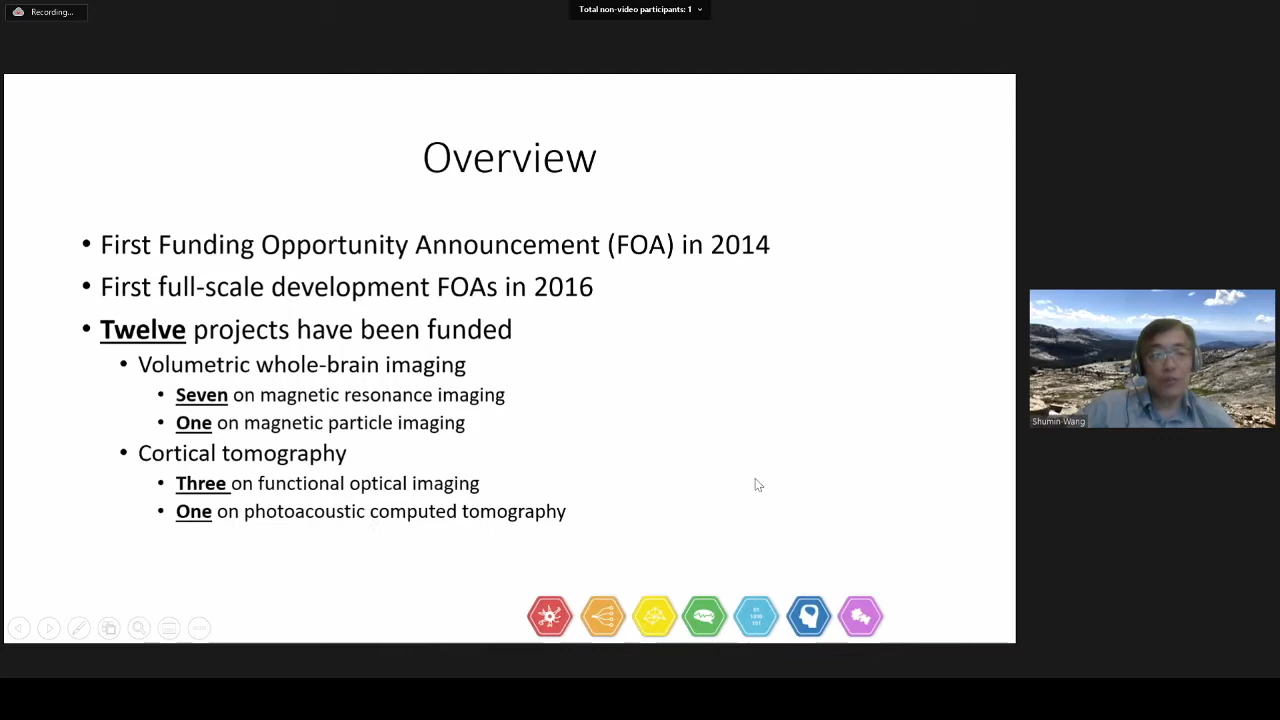 Recording...
Total non-video participants: 1
Overview
• First Funding Opportunity Announcement (FOA) in 2014
• First full-scale development FOAs in 2016
• Twelve projects have been funded
• Volumetric whole-brain imaging
• Seven on magnetic resonance imaging
• One on magnetic particle imaging
• Cortical tomography
• Three on functional optical imaging
• One on photoacoustic computed tomography
Shumin Wang